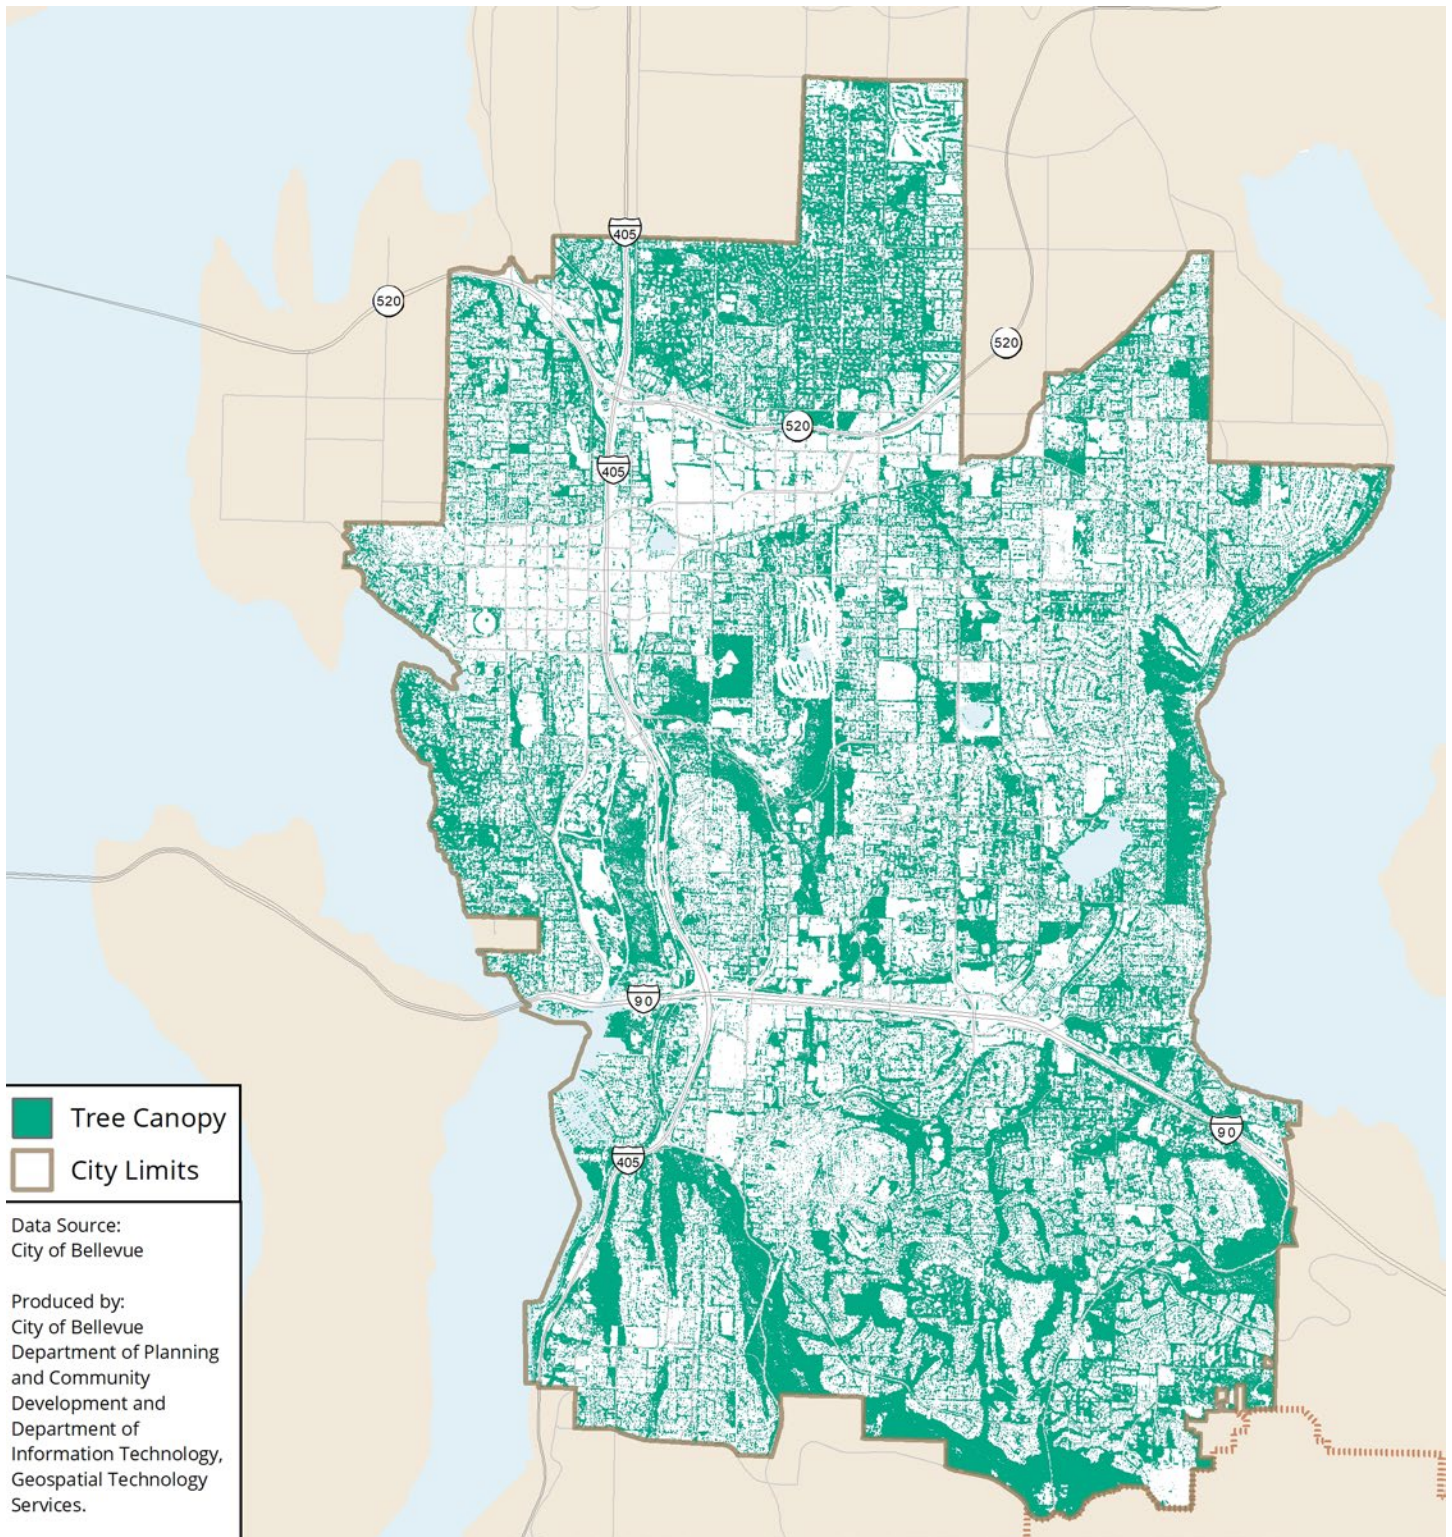 405
520
520
520
405
90
90
405
Tree Canopy
City Limits
Data Source:
City of Bellevue
Produced by:
City of Bellevue
Department of Planning
and Community
Development and
Department of
Information Technology,
Geospatial Technology
Services.